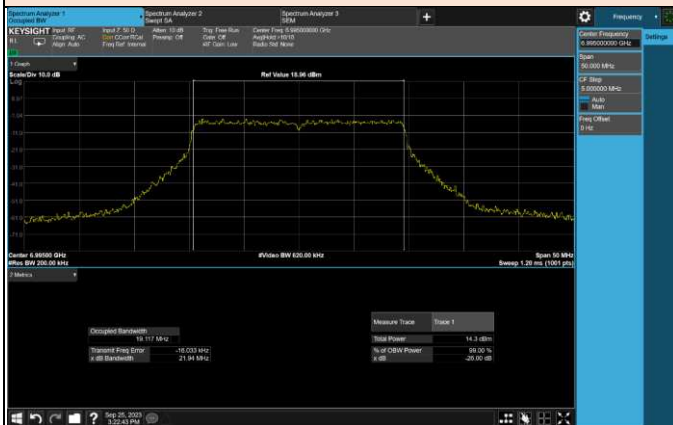 Spectrum Analyzer 1
Occupied BW
Spectrum Analyzer 2
Swept SA
Spectrum Analyzer 3
SEM
+
Frequency
KEYSIGHT
Input: RF
Coupling: AC
Align: Auto
Input Z: 50 Ω
Corr CCorr RCal
Freq Ref: Internal
Atten: 10 dB
Preamp: Off
Trig: Free Run
Gate: Off
#IF Gain: Low
Center Freq: 6.995000000 GHz
Avg|Hold:>10/10
Radio Std: None
Center Frequency
6.995000000 GHz
Settings
Span
50.000 MHz
CF Step
5.000000 MHz
Auto
Man
Freq Offset
0 Hz
1 Graph
Scale/Div 10.0 dB
Ref Value 18.96 dBm
Log
Center 6.99500 GHz
#Res BW 200.00 kHz
#Video BW 620.00 kHz
Span 50 MHz
Sweep 1.20 ms (1001 pts)
2 Metrics
Measure Trace
Trace 1
Occupied Bandwidth
19.117 MHz
Total Power
14.3 dBm
Transmit Freq Error
-16.033 kHz
% of OBW Power
99.00 %
x dB Bandwidth
21.94 MHz
x dB
-26.00 dB
?
Sep 25, 2023
3:22:43 PM